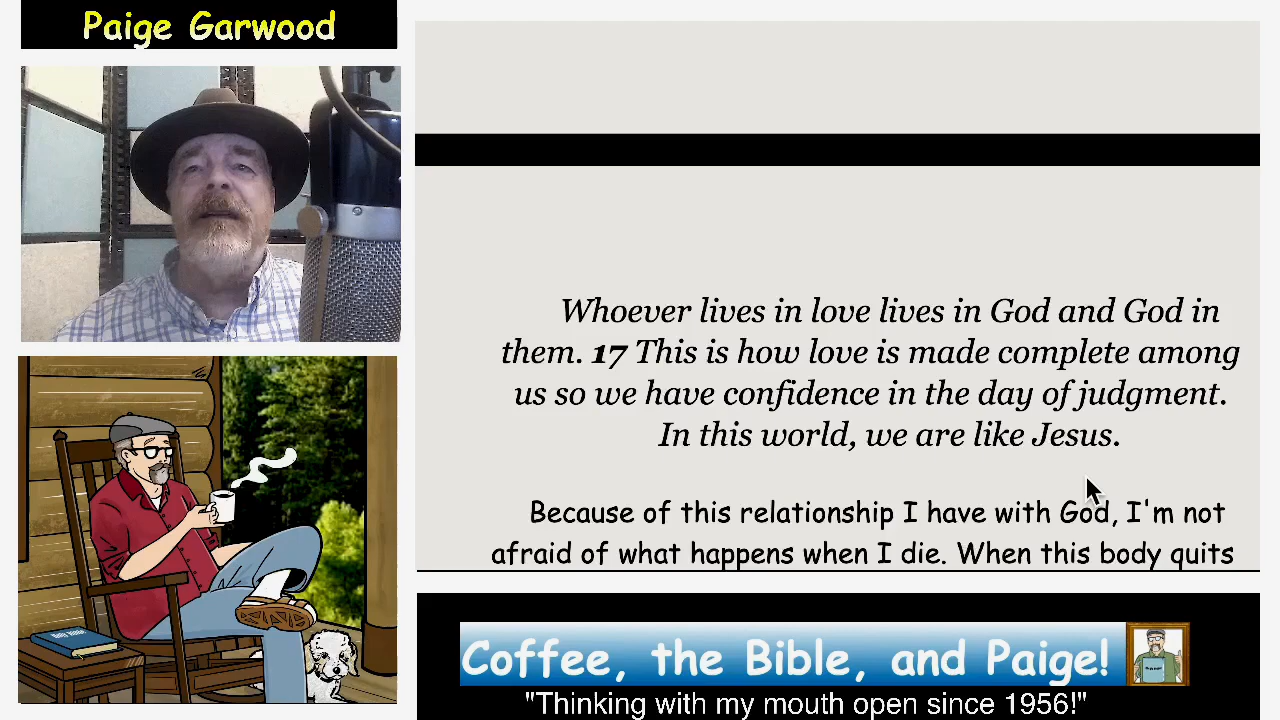 Paige Garwood
Whoever lives in love lives in God and God in
them. 17 This is how love is made complete among
us so we have confidence in the day of judgment.
In this world, we are like Jesus.
Because of this relationship I have with God, I'm not
afraid of what happens when I die. When this body quits
Coffee, the Bible, and Paige!
"Thinking with my mouth open since 1956!"